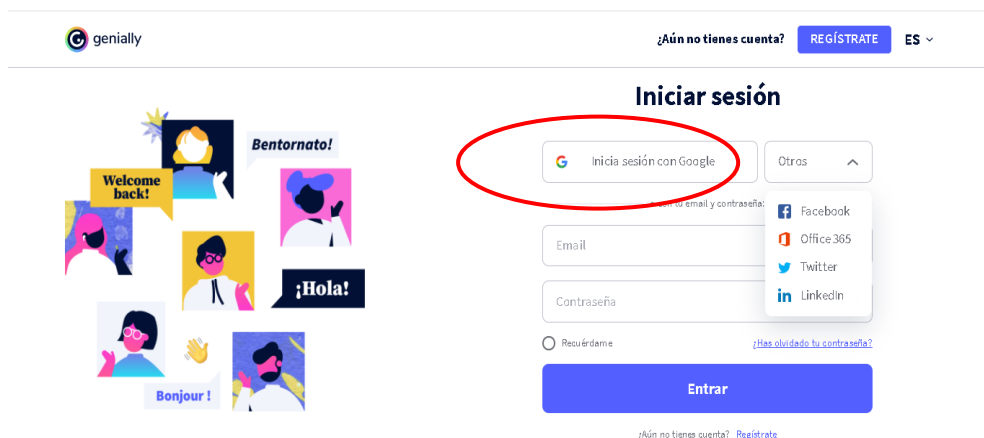 genially
¿Aún no tienes cuenta? REGÍSTRATE ES
Iniciar sesión
Inicia sesión con Google Otros
tu email y contraseña:
Facebook
Office 365
Twitter
LinkedIn
Email
Contraseña
Recuérdame ¿Has olvidado tu contraseña?
Entrar
¿Aún no tienes cuenta? Regístrate
Bentornato!
Welcome
back!
¡Hola!
Bonjour !